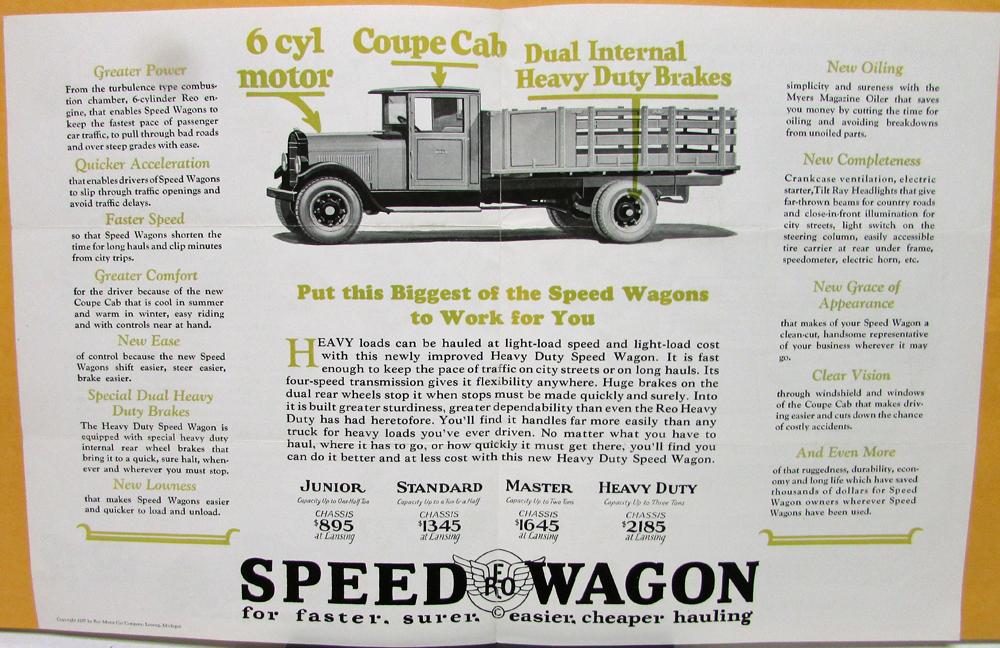 6 cyl
motor
Coupe Cab
Dual Internal
Heavy Duty Brakes
Greater Power
From the turbulence type combus-
tion chamber, 6-cylinder Reo en-
gine, that enables Speed Wagons to
keep the fastest pace of passenger
car traffic, to pull through bad roads
and over steep grades with ease.
Quicker Acceleration
that enables drivers of Speed Wagons
to slip through traffic openings and
avoid traffic delays.
Faster Speed
so that Speed Wagons shorten the
time for long hauls and clip minutes
from city trips.
Greater Comfort
for the driver because of the new
Coupe Cab that is cool in summer
and warm in winter, easy riding
and with controls near at hand.
New Ease
of control because the new Speed
Wagons shift easier, steer easier,
brake easier.
Special Dual Heavy
Duty Brakes
The Heavy Duty Speed Wagon is
equipped with special heavy duty
internal rear wheel brakes that
bring it to a quick, sure halt, when-
ever and wherever you must stop.
New Lowness
that makes Speed Wagons easier
and quicker to load and unload.
Put this Biggest of the Speed Wagons
to Work for You
HEAVY loads can be hauled at light-load speed and light-load cost
with this newly improved Heavy Duty Speed Wagon. It is fast
enough to keep the pace of traffic on city streets or on long hauls. Its
four-speed transmission gives it flexibility anywhere. Huge brakes on the
dual rear wheels stop it when stops must be made quickly and surely. Into
it is built greater sturdiness, greater dependability than even the Reo Heavy
Duty has had heretofore. You'll find it handles far more easily than any
truck for heavy loads you've ever driven. No matter what you have to
haul, where it has to go, or how quickly it must get there, you'll find you
can do it better and at less cost with this new Heavy Duty Speed Wagon.
JUNIOR
Capacity Up to One Half Ton
CHASSIS
$895
at Lansing
STANDARD
Capacity Up to a Ton & a Half
CHASSIS
$1345
at Lansing
MASTER
Capacity Up to Two Tons
CHASSIS
$1645
at Lansing
HEAVY DUTY
Capacity Up to Three Tons
CHASSIS
$2185
at Lansing
New Oiling
simplicity and sureness with the
Myers Magazine Oiler that saves
you money by cutting the time for
oiling and avoiding breakdowns
from unoiled parts.
New Completeness
Crankcase ventilation, electric
starter, Tilt Ray Headlights that give
far-thrown beams for country roads
and close-in-front illumination for
city streets, light switch on the
steering column, easily accessible
tire carrier at rear under frame,
speedometer, electric horn, etc.
New Grace of
Appearance
that makes of your Speed Wagon a
clean-cut, handsome representative
of your business wherever it may
go.
Clear Vision
through windshield and windows
of the Coupe Cab that makes driv-
ing easier and cuts down the chance
of costly accidents.
And Even More
of that ruggedness, durability, econ-
omy and long life which have saved
thousands of dollars for Speed
Wagon owners wherever Speed
Wagons have been used.
SPEED REO WAGON
for faster, surer, © easier, cheaper hauling
Copyright 1927 by Reo Motor Car Company, Lansing, Michigan